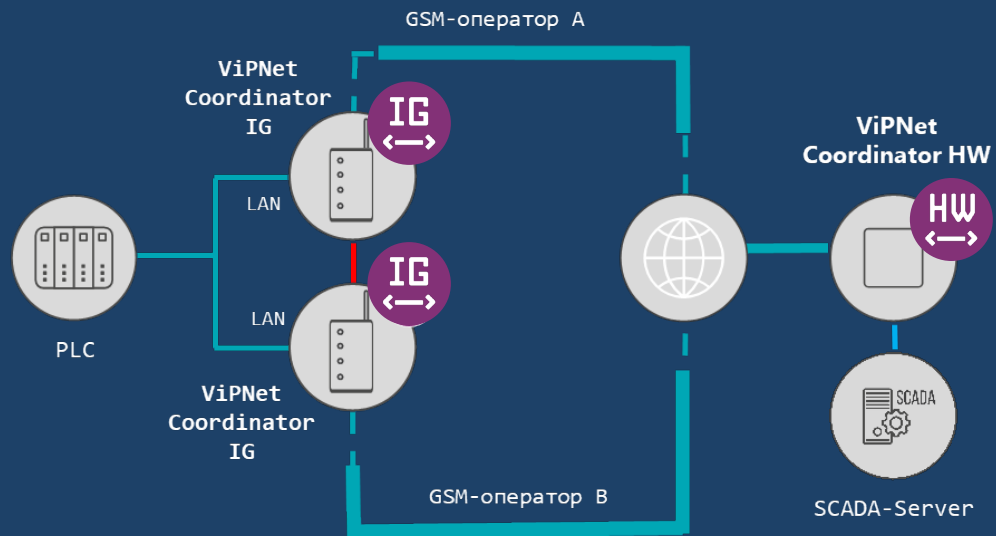 GSM-оператор A
ViPNet
Coordinator
IG
IG
LAN
ViPNet
Coordinator HW
HW
PLC
IG
LAN
ViPNet
Coordinator
IG
SCADA
GSM-оператор B
SCADA-Server